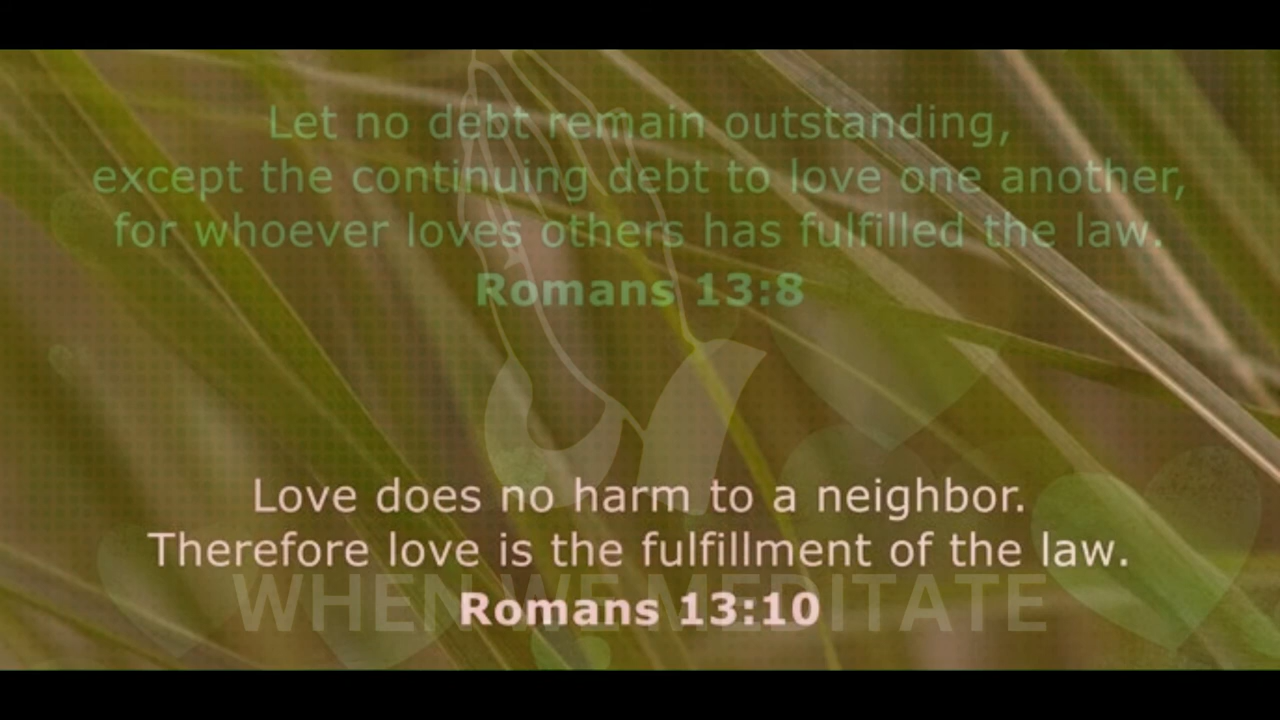 Let no debt remain outstanding,
except the continuing debt to love one another,
for whoever loves others has fulfilled the law.
Romans 13:8
Love does no harm to a neighbor.
Therefore love is the fulfillment of the law.
WHEN WE MEDITATE
Romans 13:10